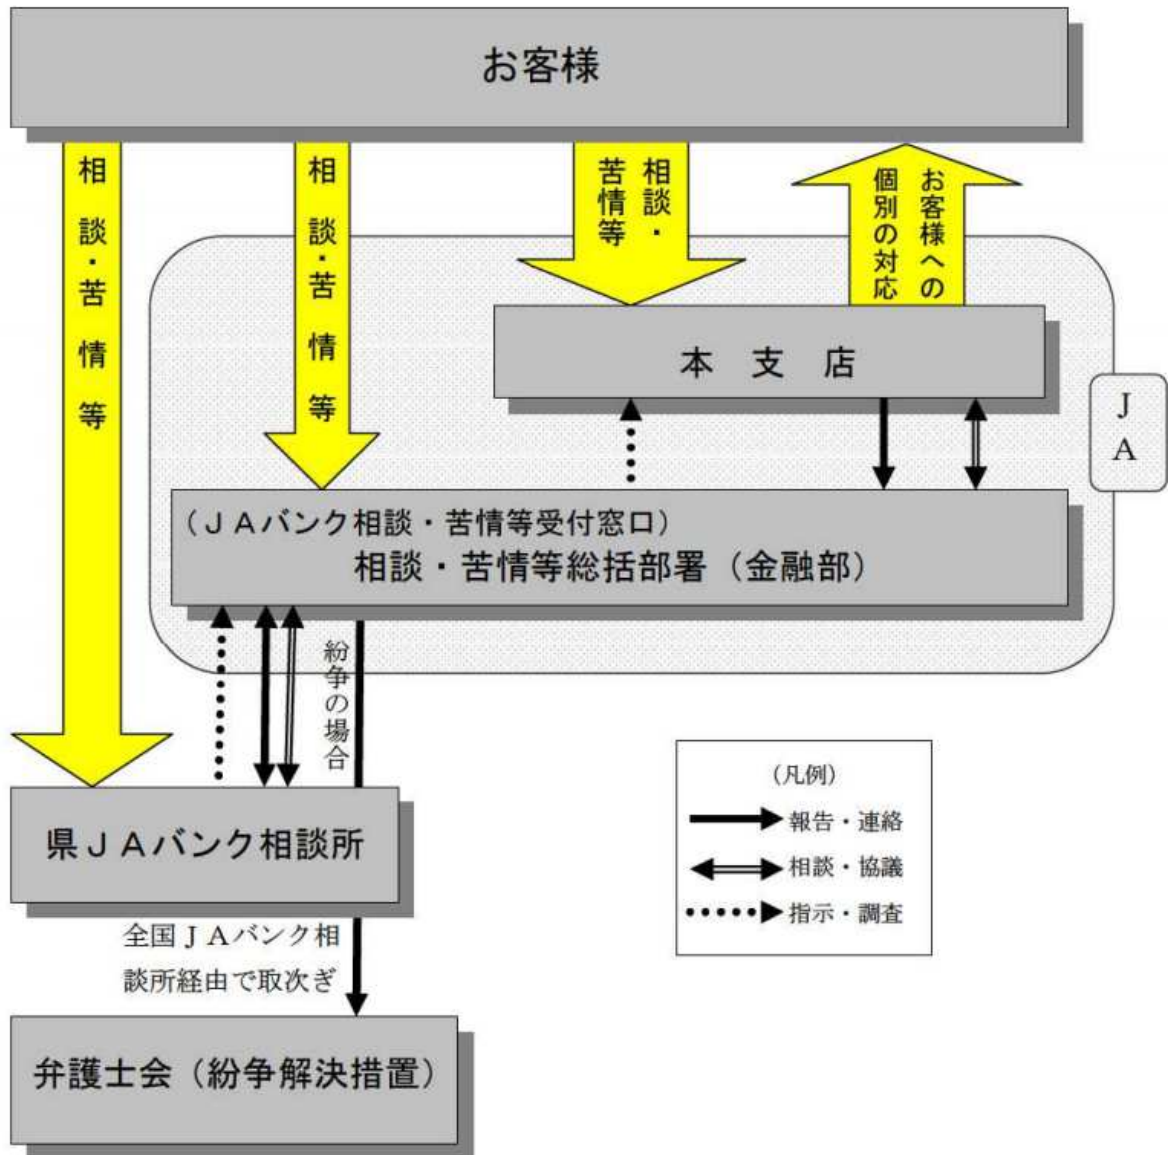 お客様
相談・苦情等
相談・苦情等
相談・
苦情等
お客様への
個別の対応
本支店
JA
(JAバンク相談・苦情等受付窓口)
相談・苦情等総括部署(金融部)
紛争の場合
県JAバンク相談所
(凡例)
報告・連絡
相談・協議
指示・調査
全国JAバンク相
談所経由で取次ぎ
弁護士会(紛争解決措置)